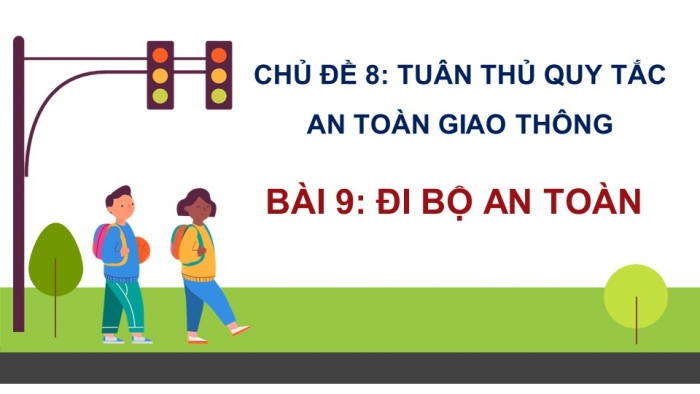 CHỦ ĐỀ 8: TUÂN THỦ QUY TẮC
AN TOÀN GIAO THÔNG
BÀI 9: ĐI BỘ AN TOÀN